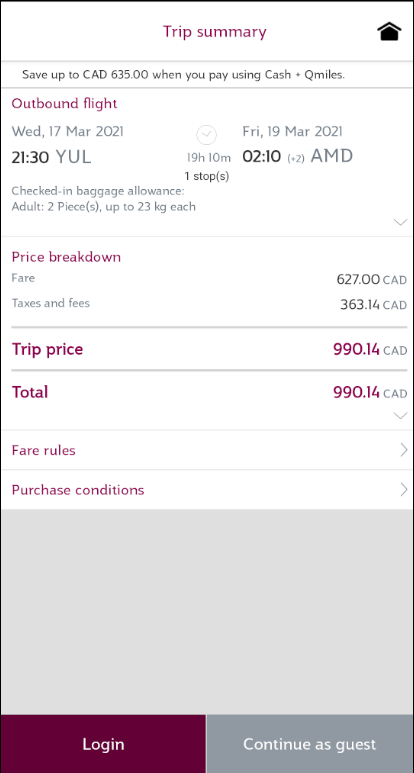 Trip summary
Save up to CAD 635.00 when you pay using Cash + Qmiles.
Outbound flight
Wed, 17 Mar 2021
Fri, 19 Mar 2021
21:30 YUL
19h 10m
02:10 (+2) AMD
1 stop(s)
Checked-in baggage allowance:
Adult: 2 Piece(s), up to 23 kg each
Price breakdown
Fare 627.00 CAD
Taxes and fees 363.14 CAD
Trip price 990.14 CAD
Total 990.14 CAD
Fare rules
Purchase conditions
Login
Continue as guest